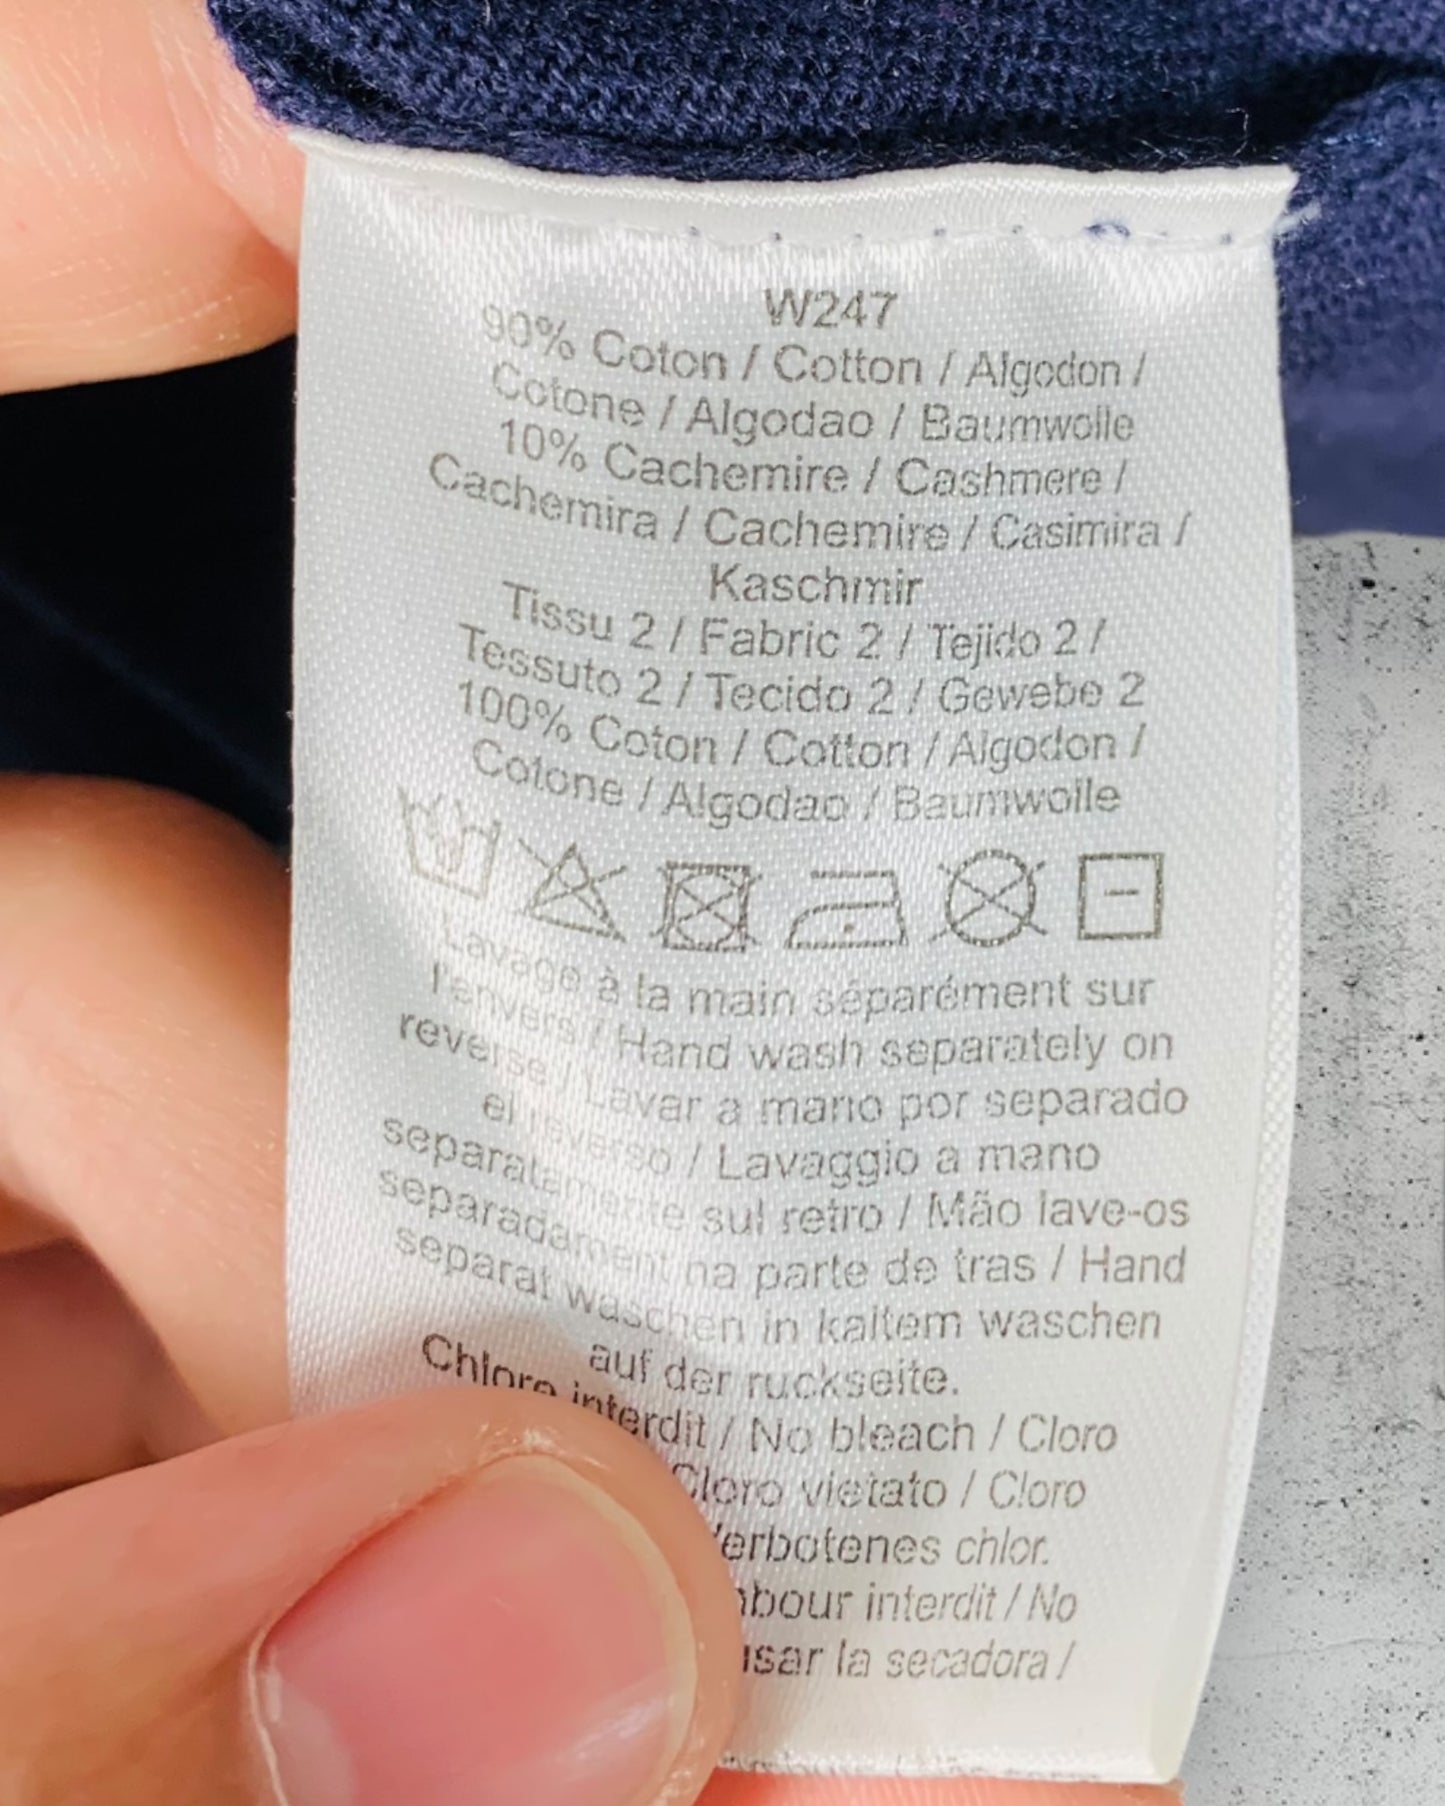 W247
90% Coton / Cotton / Algodon /
Cotone / Algodao / Baumwolle
10% Cachemire / Cashmere /
Cachemira / Cachemire / Casimira /
Kaschmir
Tissu 2 / Fabric 2 / Tejido 2 /
Tessuto 2 / Tecido 2 / Gewebe 2
100% Coton / Cotton / Algodon /
Cotone / Algodao / Baumwolle
Lavage à la main séparément sur
l'envers / Hand wash separately on
reverse / Lavar a mano por separado
el reverso / Lavaggio a mano
separatamente sul retro / Mão lave-os
separadament na parte de tras / Hand
separat waschen in kaltem waschen
auf der ruckseite.
Chlore interdit / No bleach / Cloro
Cloro vietato / Cloro
chlor.
interdit / No
la secadora /